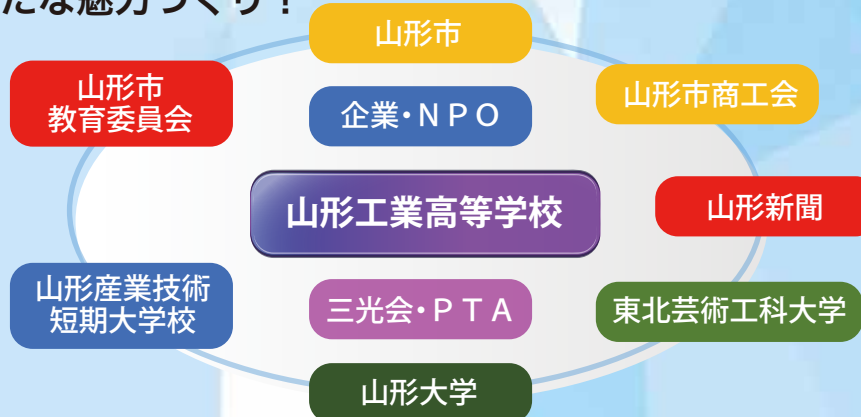 たな魅力づくり！
山形市
山形市
教育委員会
企業・ＮＰＯ
山形市商工会
山形工業高等学校
山形新聞
山形産業技術
短期大学校
三光会・ＰＴＡ
東北芸術工科大学
山形大学